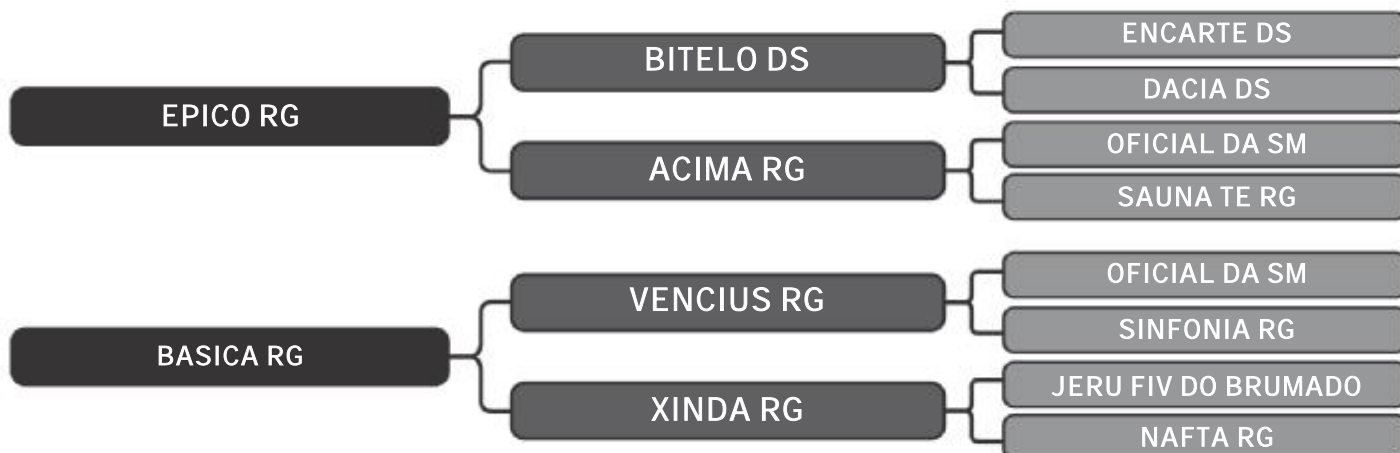 EPICO RG
BITELO DS
ENCARTE DS
DACIA DS
ACIMA RG
OFICIAL DA SM
SAUNA TE RG
BASICA RG
VENCIUS RG
OFICIAL DA SM
SINFONIA RG
XINDA RG
JERU FIV DO BRUMADO
NAFTA RG